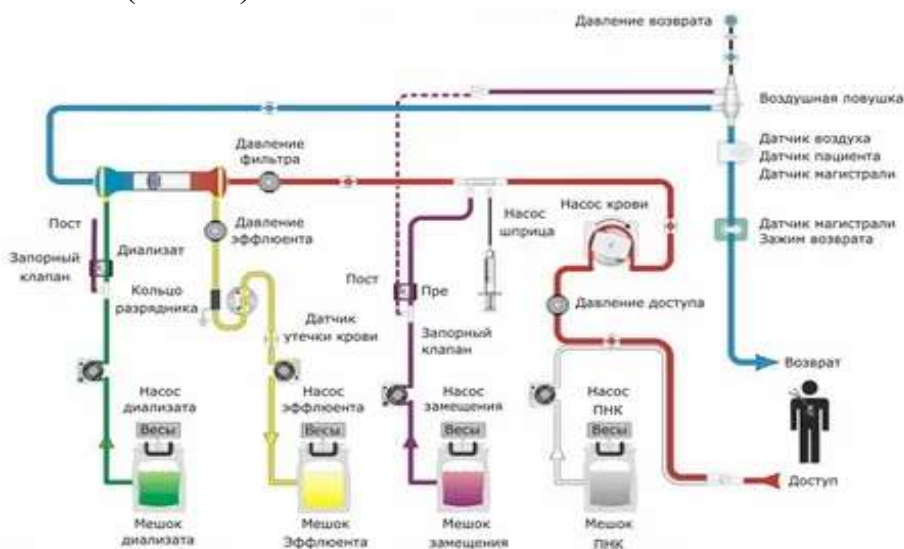 Давление возврата
Воздушная ловушка
Датчик воздуха
Датчик пациента
Датчик магистрали
Давление
фильтра
Насос крови
Датчик магистрали
Зажим возврата
Пост
Диализат
Запорный
клапан
Давление
эффлюента
Насос
шприца
Кольцо
разрядника
Пост
Пре
Давление доступа
Датчик
утечки крови
Запорный
клапан
Возврат
Насос
диализата
Насос
эффлюента
Насос
замещения
Насос
ПНК
Весы
Весы
Весы
Весы
Доступ
Мешок
диализата
Мешок
Эффлюента
Мешок
замещения
Мешок
ПНК